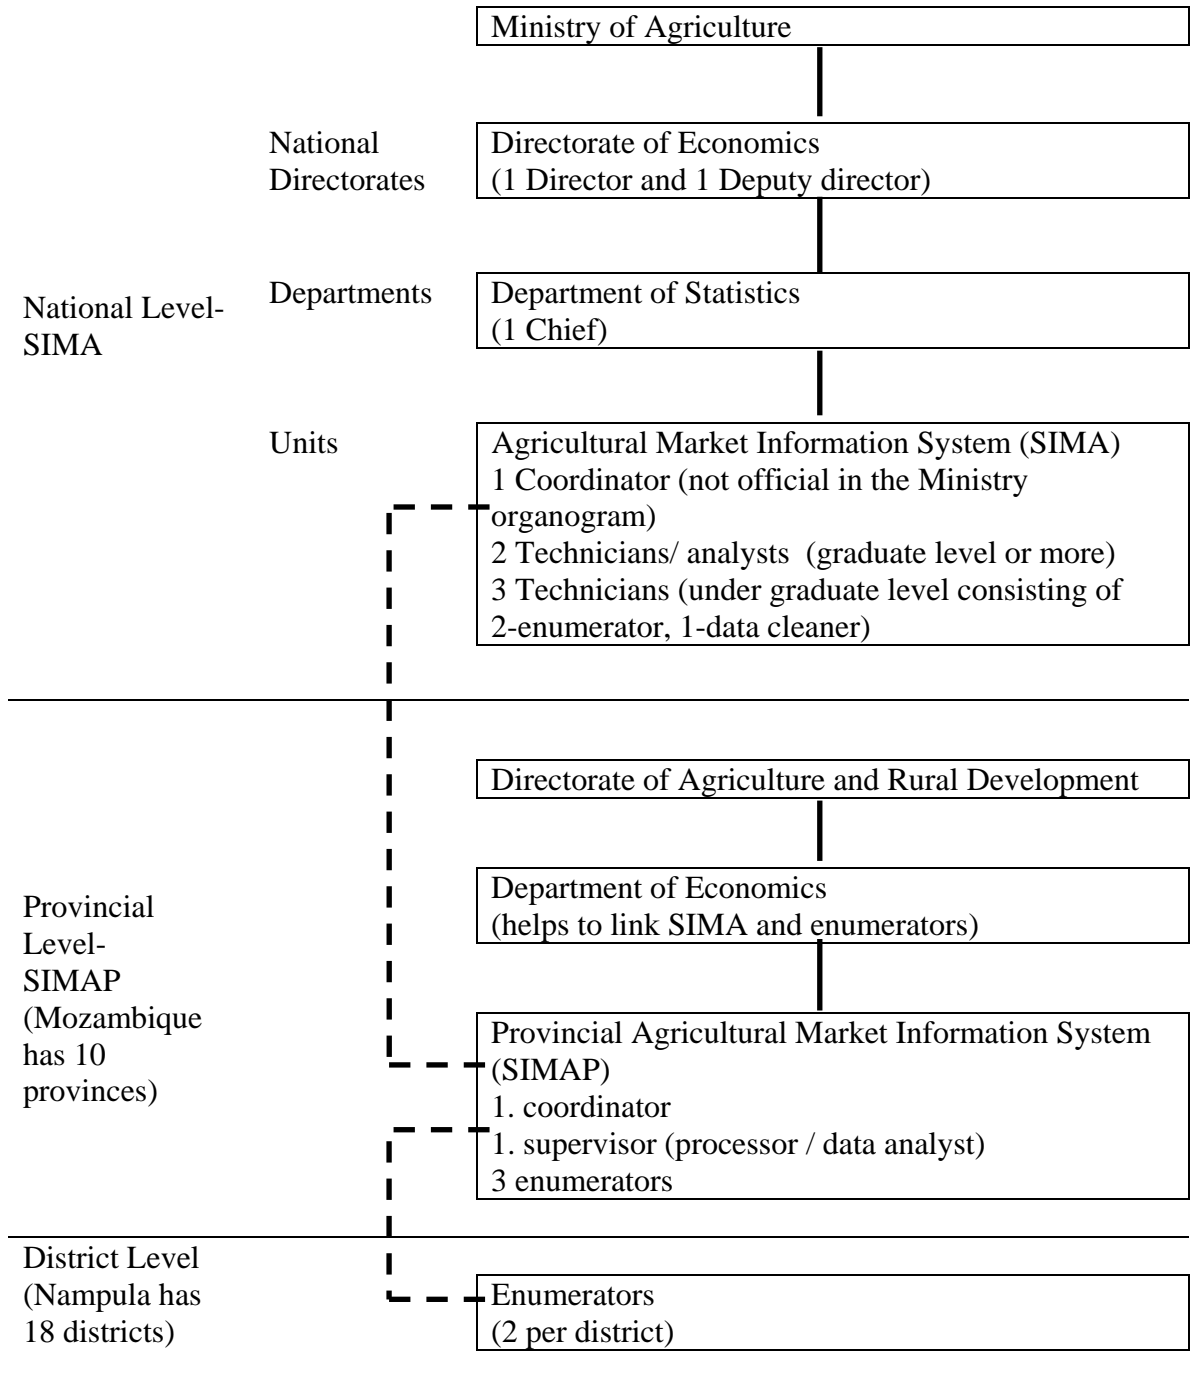 Ministry of Agriculture
National
Directorates
Directorate of Economics
(1 Director and 1 Deputy director)
National Level-
SIMA
Departments
Department of Statistics
(1 Chief)
Units
Agricultural Market Information System (SIMA)
1 Coordinator (not official in the Ministry
organogram)
2 Technicians/ analysts  (graduate level or more)
3 Technicians (under graduate level consisting of
2-enumerator, 1-data cleaner)
Directorate of Agriculture and Rural Development
Provincial
Level-
SIMAP
(Mozambique
has 10
provinces)
Department of Economics
(helps to link SIMA and enumerators)
Provincial Agricultural Market Information System
(SIMAP)
1. coordinator
1. supervisor (processor / data analyst)
3 enumerators
District Level
(Nampula has
18 districts)
Enumerators
(2 per district)